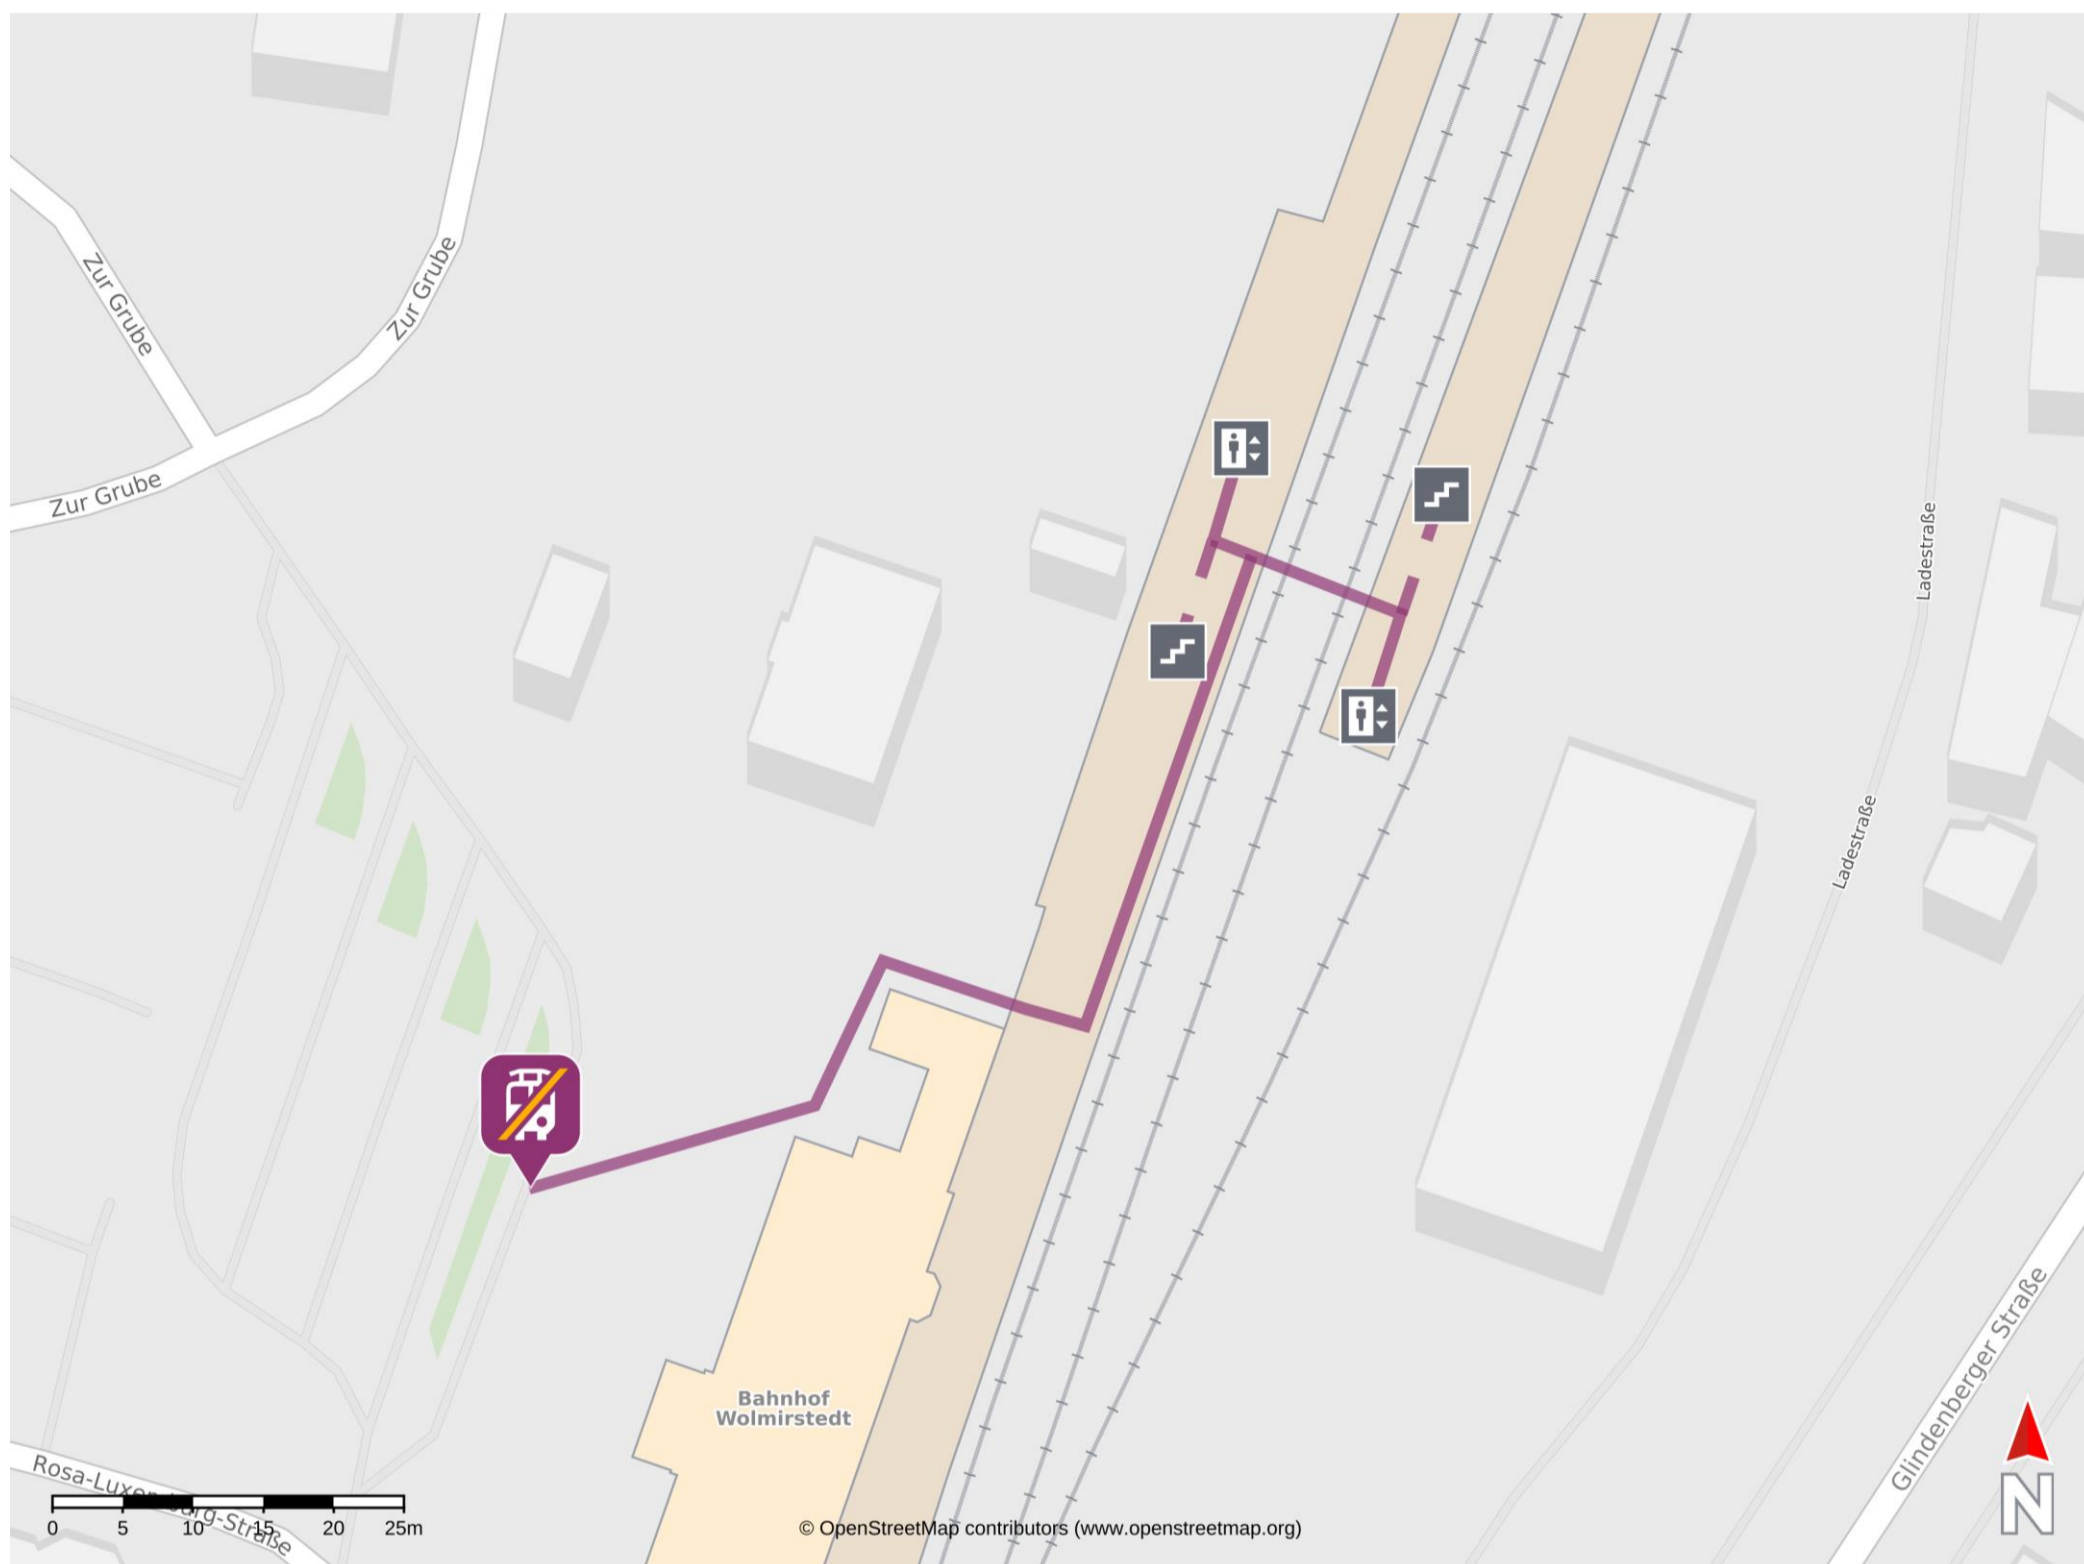 Zur Grube
Zur Grube
Zur Grube
Ladestraße
Ladestraße
Bahnhof
Wolmirstedt
Glindenberger Straße
Rosa-Luxemburg-Straße
0 5 10 15 20 25m
© OpenStreetMap contributors (www.openstreetmap.org)
N